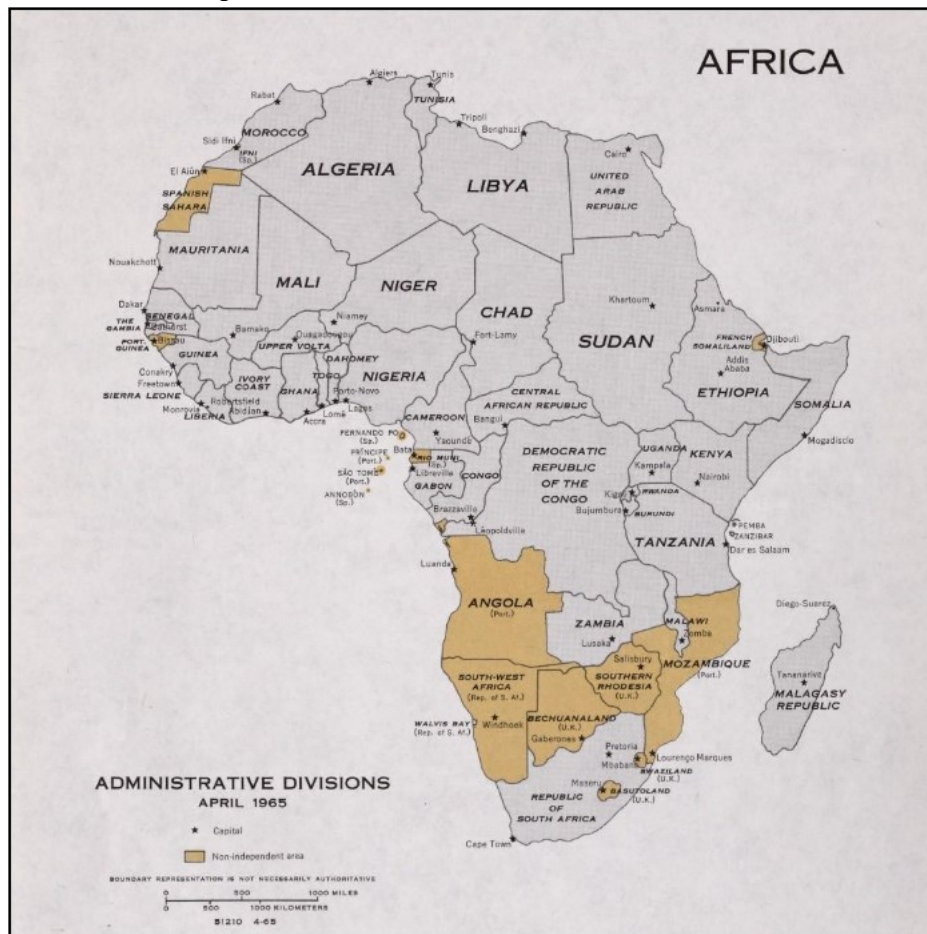 AFRICA
Algiers
Tunis
TUNISIA
Rabat
MOROCCO
Tripoli
Benghazi
Sidi Ifni
IFNI
(Sp.)
Cairo
ALGERIA
LIBYA
UNITED
ARAB
REPUBLIC
El Aiún
SPANISH
SAHARA
MAURITANIA
Nouakchott
MALI
NIGER
CHAD
Khartoum
SUDAN
Asmara
Dakar
SENEGAL
THE
GAMBIA
Bathurst
Bissau
PORT.
GUINEA
Bamako
Niamey
Ouagadougou
UPPER VOLTA
Fort-Lamy
FRENCH
SOMALILAND
Djibouti
GUINEA
DAHOMEY
TOGO
NIGERIA
Addis
Ababa
ETHIOPIA
Conakry
Freetown
SIERRA LEONE
IVORY
COAST
GHANA
Porto-Novo
Robertsfield
Monrovia
LIBERIA
Abidjan
Accra
Lomé
Lagos
CENTRAL
AFRICAN REPUBLIC
SOMALIA
CAMEROON
Bangui
FERNANDO PO
(Sp.)
Yaoundé
Mogadiscio
DEMOCRATIC
REPUBLIC
OF THE
CONGO
UGANDA
KENYA
Kampala
PRÍNCIPE
(Port.)
Bata
RIO MUNI
(Sp.)
Libreville
CONGO
SÃO TOMÉ
(Port.)
GABON
Nairobi
ANNOBÓN
(Sp.)
Kigali
RWANDA
Bujumbura
BURUNDI
Brazzaville
Léopoldville
PEMBA
ZANZIBAR
TANZANIA
Dar es Salaam
Luanda
ANGOLA
(Port.)
ZAMBIA
Lusaka
MALAWI
Zomba
Diego-Suarez
Salisbury
MOZAMBIQUE
(Port.)
SOUTH-WEST
AFRICA
(Rep. of S. Af.)
SOUTHERN
RHODESIA
(U.K.)
Tananarive
MALAGASY
REPUBLIC
WALVIS BAY
(Rep. of S. Af.)
Windhoek
BECHUANALAND
(U.K.)
Gaberones
Pretoria
Mbabane
Lourenço Marques
SWAZILAND
(U.K.)
Maseru
BASUTOLAND
(U.K.)
REPUBLIC
OF
SOUTH AFRICA
Cape Town
ADMINISTRATIVE DIVISIONS
APRIL 1965
Capital
Non-independent area
BOUNDARY REPRESENTATION IS NOT NECESSARILY AUTHORITATIVE
0 500 1000 MILES
0 500 1000 KILOMETERS
51210 4-65